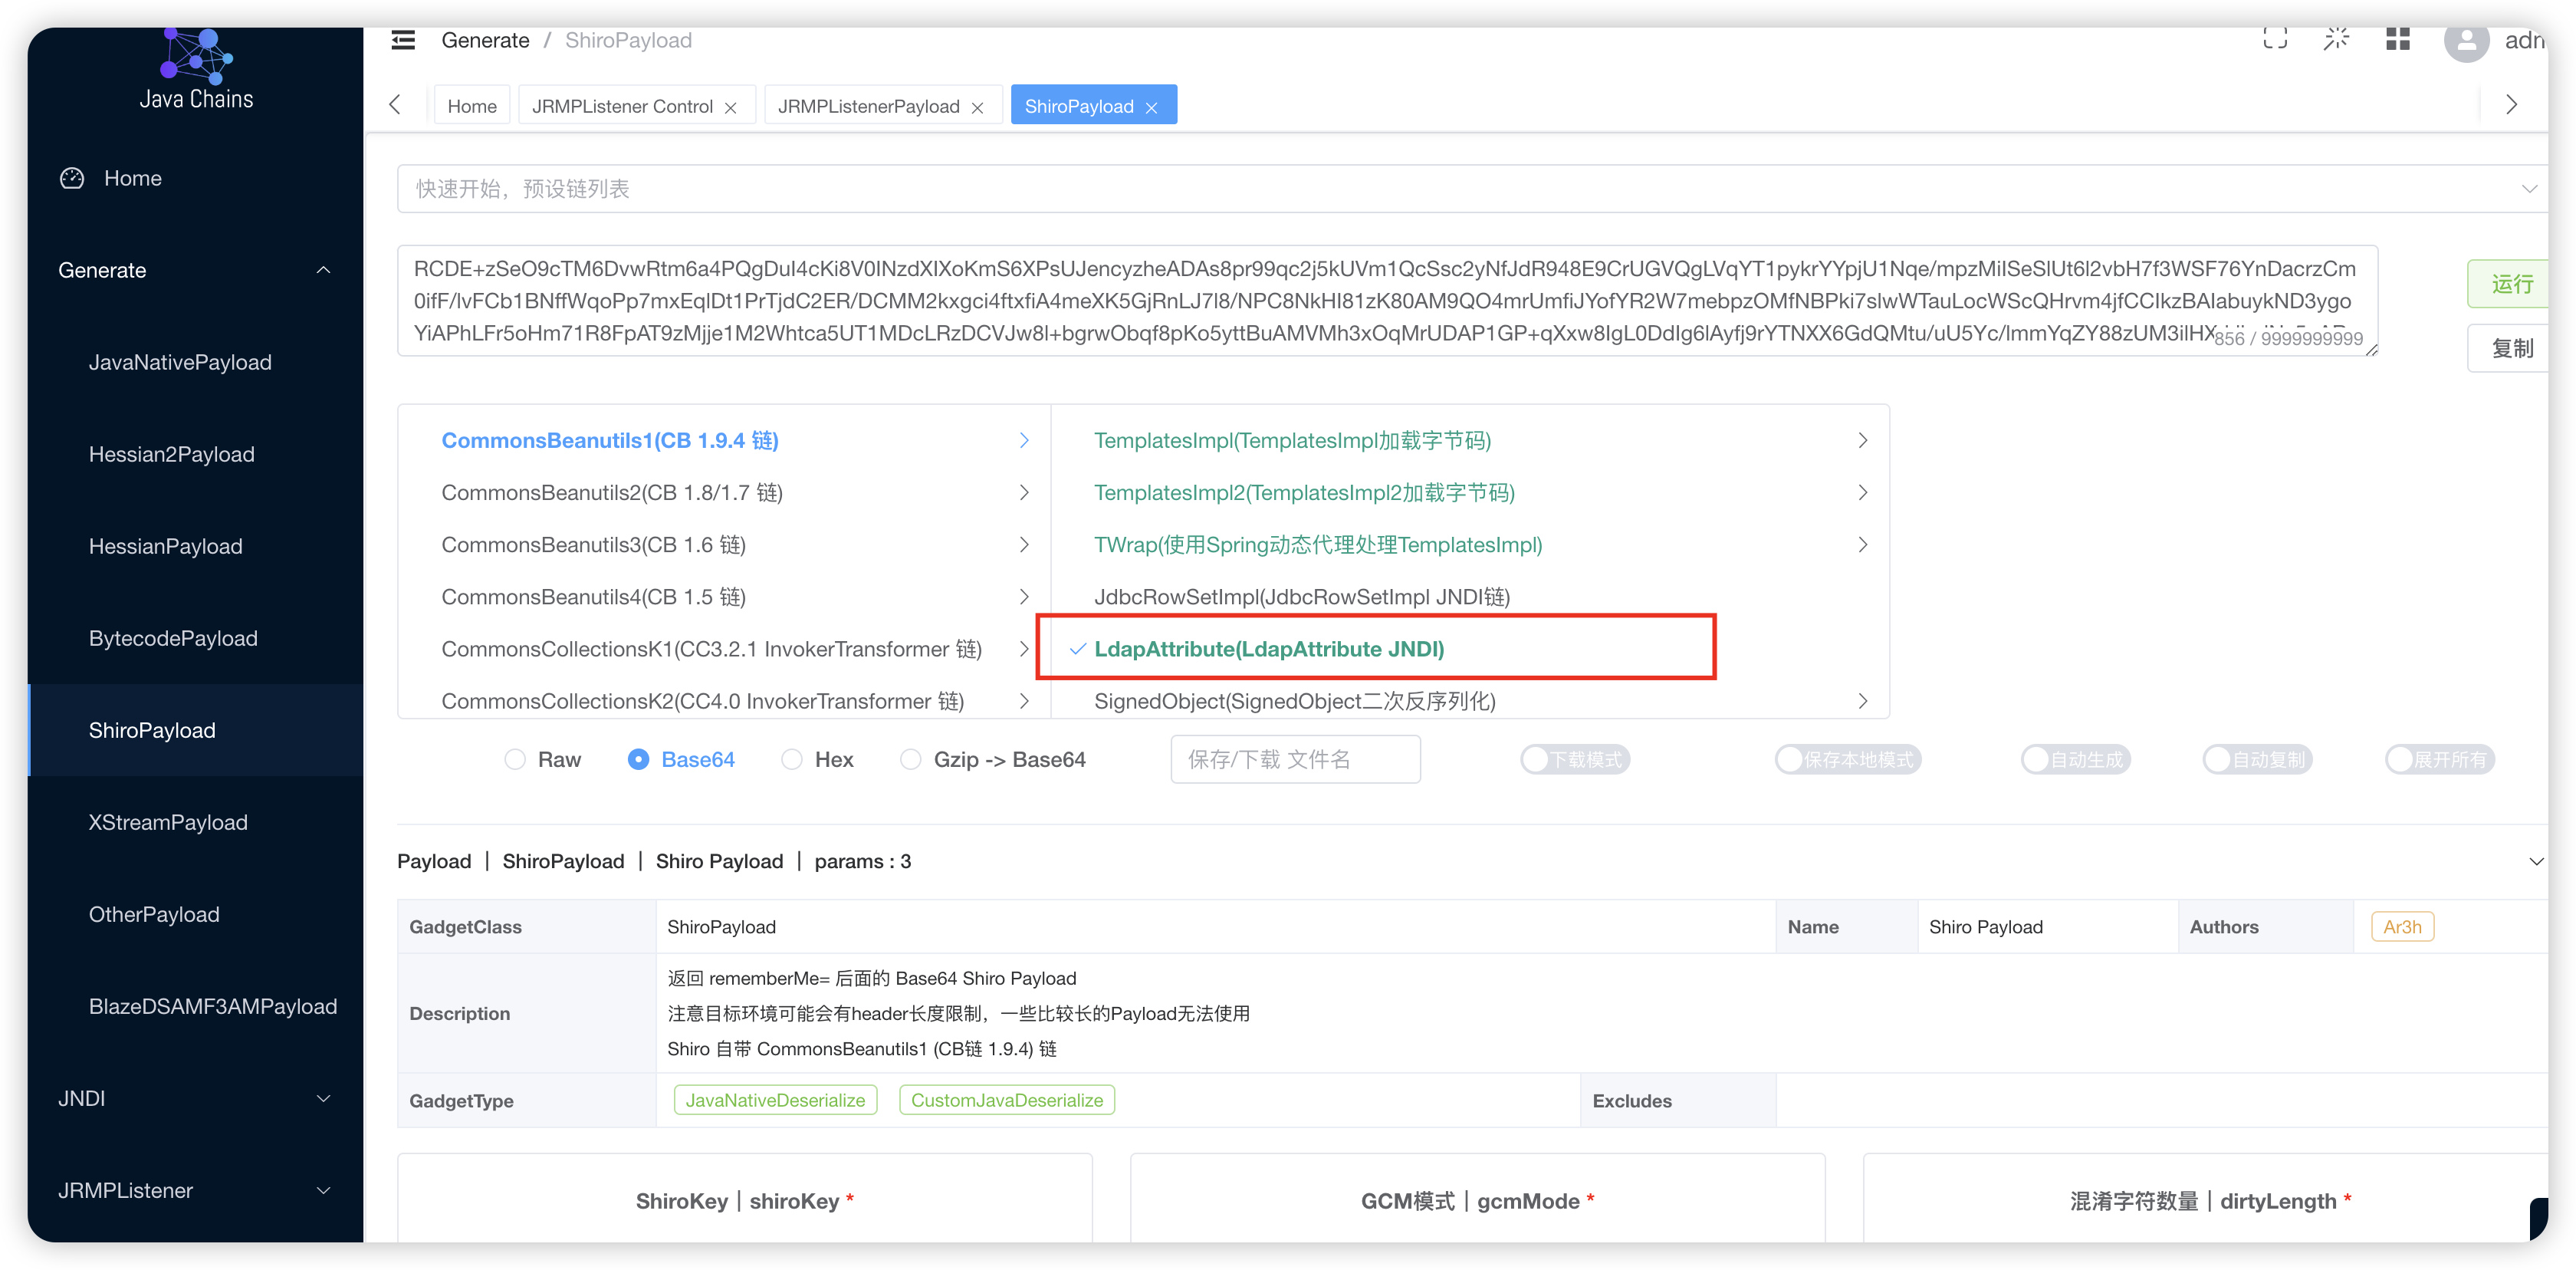 Java Chains
Home
Generate
JavaNativePayload
Hessian2Payload
HessianPayload
BytecodePayload
ShiroPayload
XStreamPayload
OtherPayload
BlazeDSAMF3AMPayload
JNDI
JRMPListener
Generate / ShiroPayload
Home
JRMPListener Control
JRMPListenerPayload
ShiroPayload
快速开始，预设链列表
运行
复制
856 / 9999999999
CommonsBeanutils1(CB 1.9.4 链)
CommonsBeanutils2(CB 1.8/1.7 链)
CommonsBeanutils3(CB 1.6 链)
CommonsBeanutils4(CB 1.5 链)
CommonsCollectionsK1(CC3.2.1 InvokerTransformer 链)
CommonsCollectionsK2(CC4.0 InvokerTransformer 链)
TemplatesImpl(TemplatesImpl加载字节码)
TemplatesImpl2(TemplatesImpl2加载字节码)
TWrap(使用Spring动态代理处理TemplatesImpl)
JdbcRowSetImpl(JdbcRowSetImpl JNDI链)
LdapAttribute(LdapAttribute JNDI)
SignedObject(SignedObject二次反序列化)
Raw Base64 Hex Gzip -> Base64 保存/下载 文件名 下载模式 保存本地模式 自动生成 自动复制 展开所有
Payload | ShiroPayload | Shiro Payload | params : 3
GadgetClass ShiroPayload Name Shiro Payload Authors Ar3h
Description
返回 rememberMe= 后面的 Base64 Shiro Payload
注意目标环境可能会有header长度限制，一些比较长的Payload无法使用
Shiro 自带 CommonsBeanutils1 (CB链 1.9.4) 链
GadgetType JavaNativeDeserialize CustomJavaDeserialize Excludes
ShiroKey | shiroKey *
GCM模式 | gcmMode *
混淆字符数量 | dirtyLength *